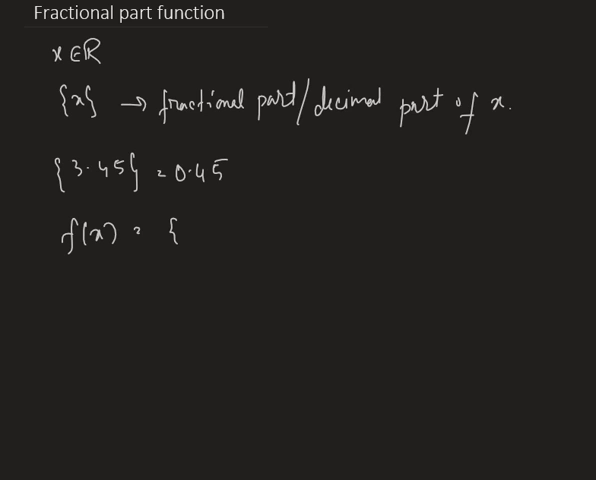 Fractional part function
x ∈ ℝ
{x} → fractional part/decimal part of x.
{3.45} = 0.45
f(x) = {